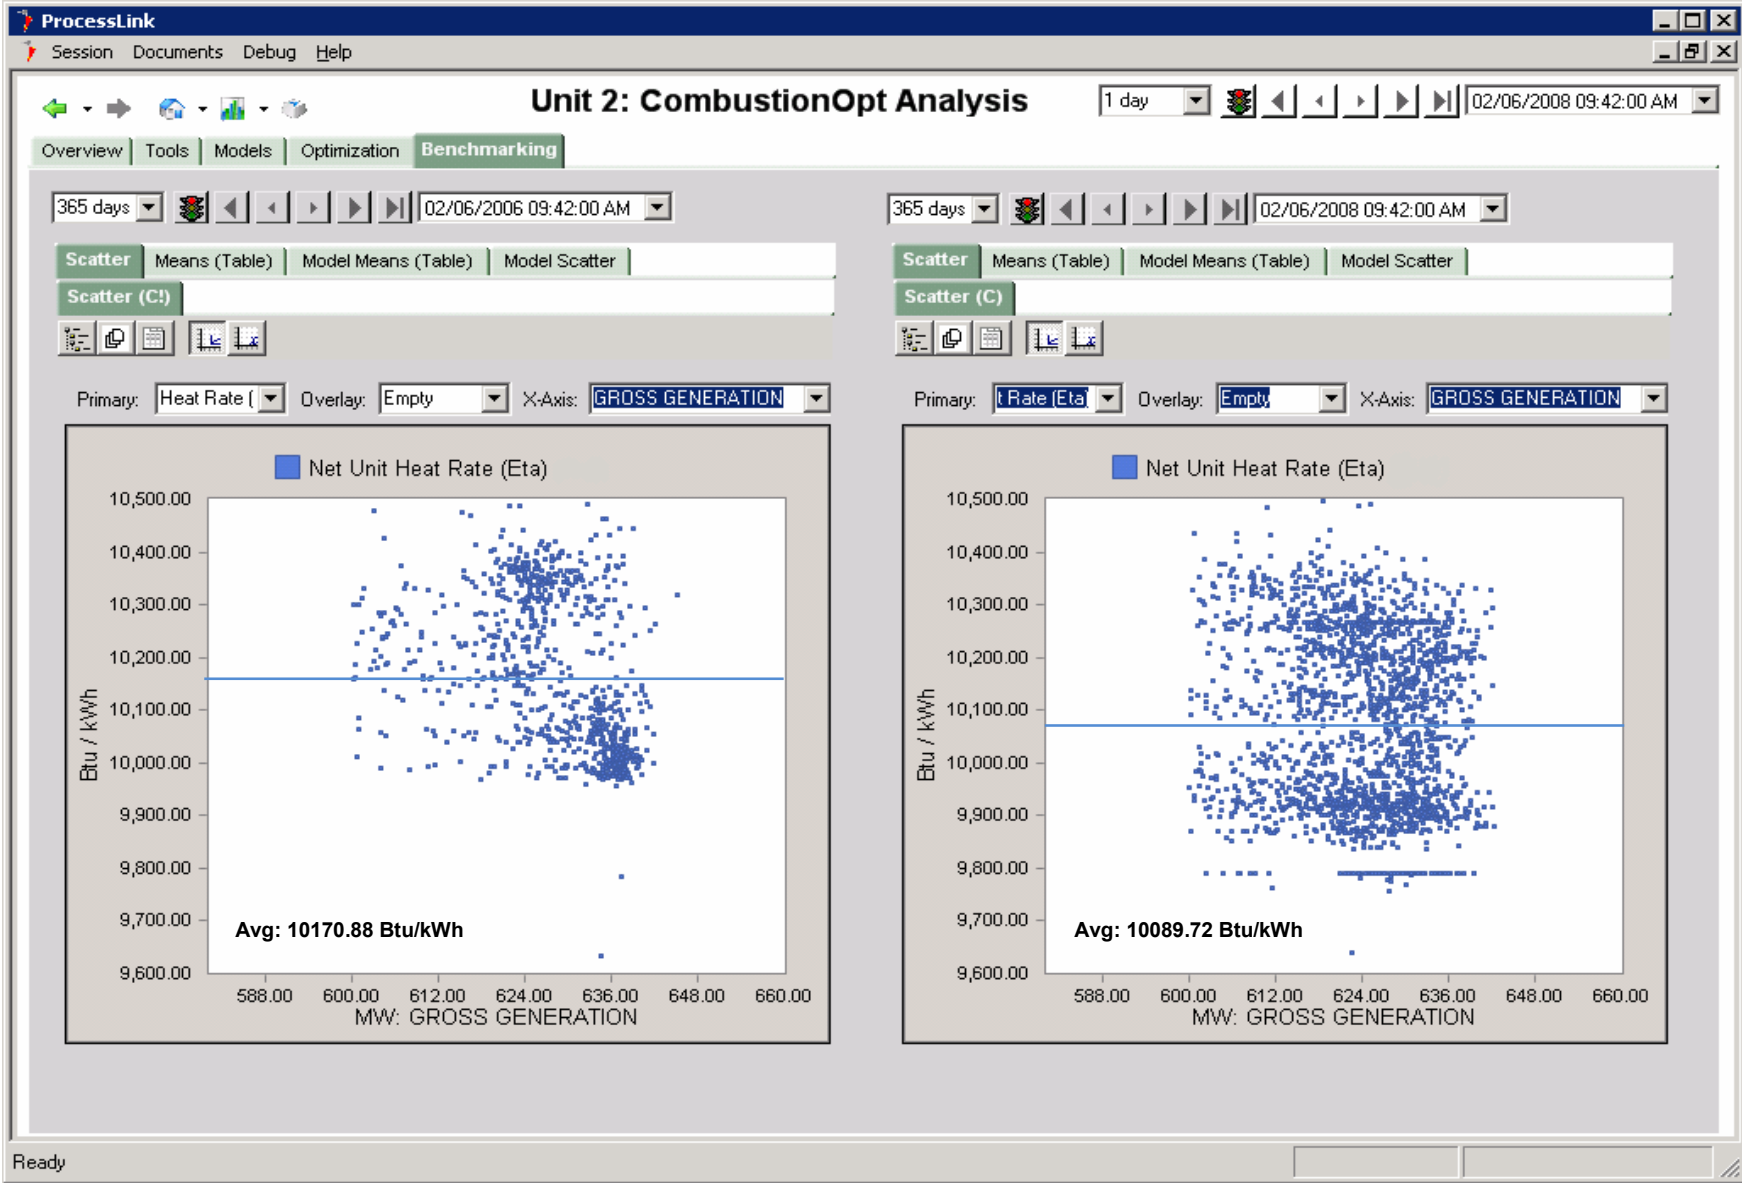 ProcessLink
Session Documents Debug Help
Unit 2: CombustionOpt Analysis
1 day
02/06/2008 09:42:00 AM
Overview Tools Models Optimization Benchmarking
365 days
02/06/2006 09:42:00 AM
Scatter Means (Table) Model Means (Table) Model Scatter
Scatter (C!)
Primary: Heat Rate ( Overlay: Empty X-Axis: GROSS GENERATION
Net Unit Heat Rate (Eta)
10,500.00
10,400.00
10,300.00
10,200.00
10,100.00
10,000.00
9,900.00
9,800.00
9,700.00
9,600.00
Btu / kWh
Avg: 10170.88 Btu/kWh
588.00 600.00 612.00 624.00 636.00 648.00 660.00
MW: GROSS GENERATION
365 days
02/06/2008 09:42:00 AM
Scatter Means (Table) Model Means (Table) Model Scatter
Scatter (C)
Primary: t Rate (Eta) Overlay: Empty X-Axis: GROSS GENERATION
Net Unit Heat Rate (Eta)
10,500.00
10,400.00
10,300.00
10,200.00
10,100.00
10,000.00
9,900.00
9,800.00
9,700.00
9,600.00
Btu / kWh
Avg: 10089.72 Btu/kWh
588.00 600.00 612.00 624.00 636.00 648.00 660.00
MW: GROSS GENERATION
Ready